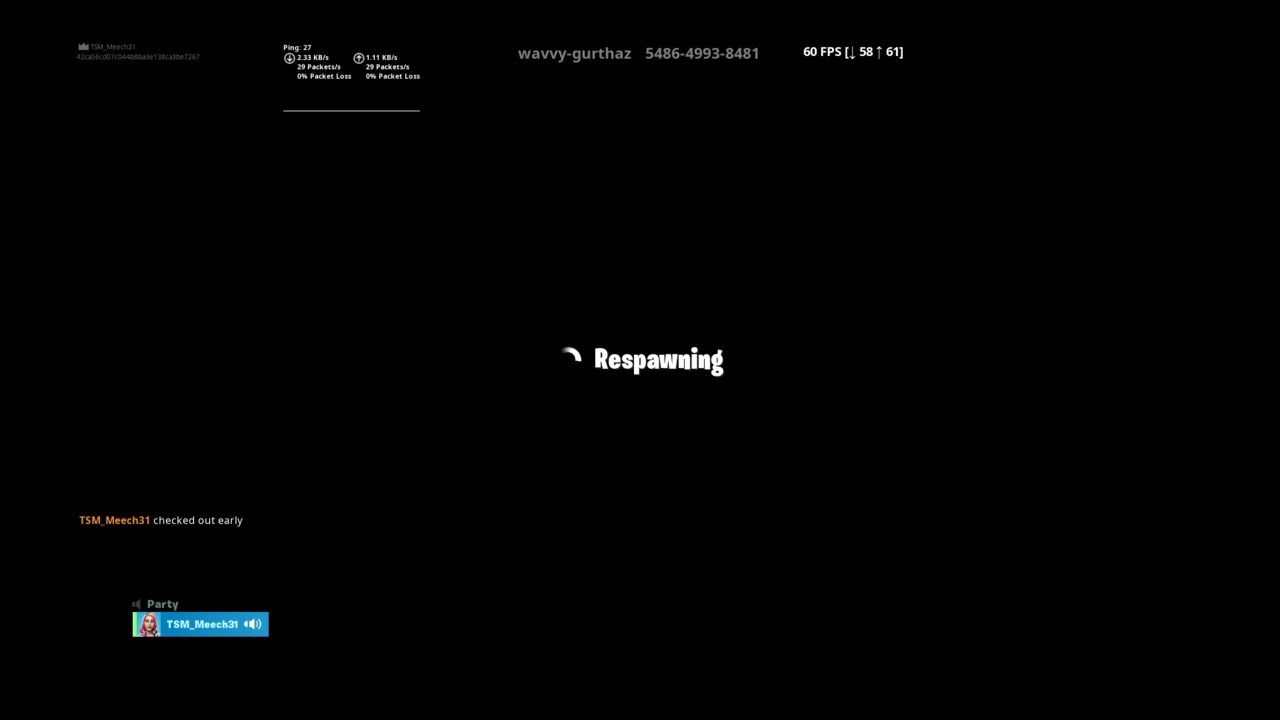 TSM_Meech31
Ping: 27
2.33 KB/s
1.11 KB/s
29 Packets/s
29 Packets/s
0% Packet Loss
0% Packet Loss
wavvy-gurthaz 5486-4993-8481
60 FPS [↓ 58 ↑ 61]
Respawning
TSM_Meech31 checked out early
Party
TSM_Meech31